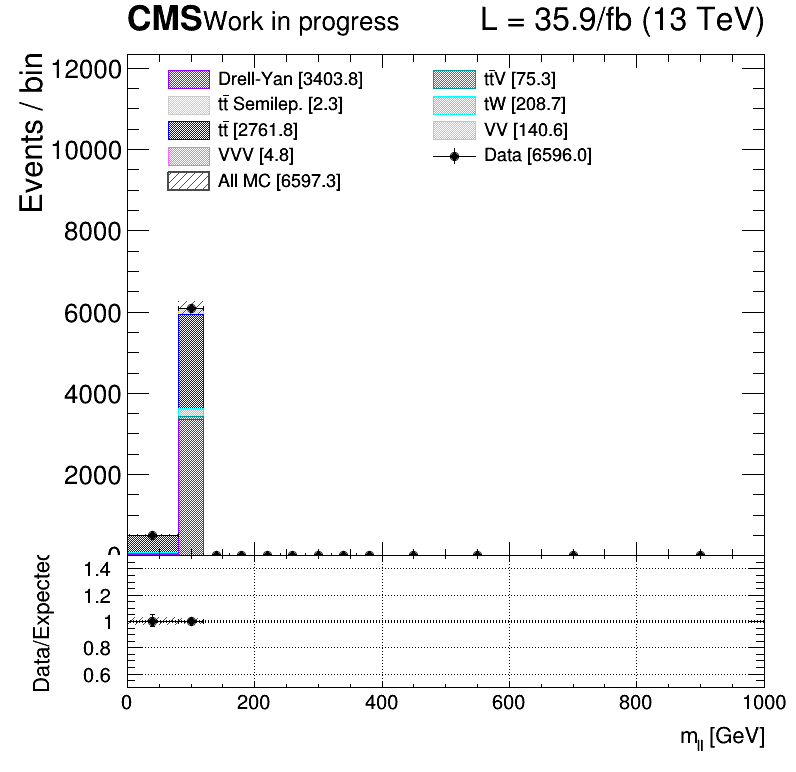 CMS Work in progress L = 35.9/fb (13 TeV)
Events / bin
12000
10000
8000
6000
4000
2000
0
Drell-Yan [3403.8]
tt̄ Semilep. [2.3]
tt̄ [2761.8]
VVV [4.8]
All MC [6597.3]
tt̄V [75.3]
tW [208.7]
VV [140.6]
Data [6596.0]
Data/Expected
1.4
1.2
1
0.8
0.6
0 200 400 600 800 1000
m_ll [GeV]